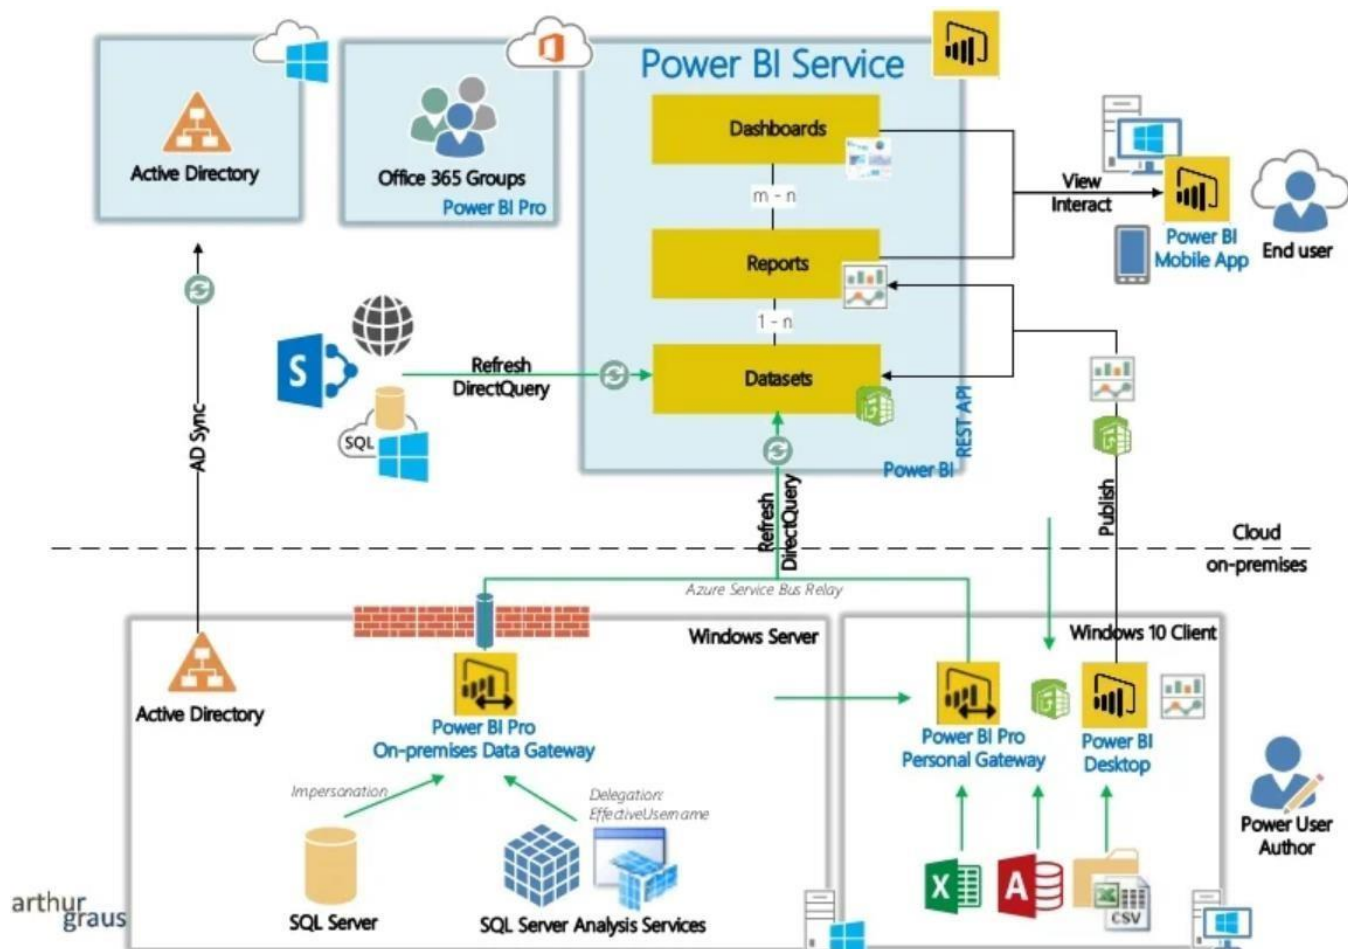 Power BI Service
Dashboards
Active Directory
Office 365 Groups
Power BI Pro
m - n
View
Interact
Reports
Power BI
Mobile App
End user
1 - n
Refresh
DirectQuery
Datasets
S
SQL
AD Sync
REST API
Power BI
Refresh
DirectQuery
Publish
Cloud
on-premises
Azure Service Bus Relay
Windows Server
Windows 10 Client
Active Directory
Power BI Pro
On-premises Data Gateway
Power BI Pro
Personal Gateway
Power BI
Desktop
Impersonation
Delegation:
EffectiveUsername
Power User
Author
X
A
X
CSV
arthur
graus
SQL Server
SQL Server Analysis Services